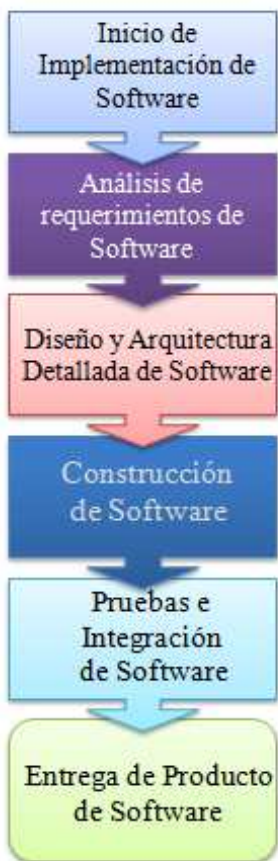 Inicio de
Implementación de
Software
Análisis de
requerimientos de
Software
Diseño y Arquitectura
Detallada de Software
Construcción
de Software
Pruebas e
Integración
de Software
Entrega de Producto
de Software